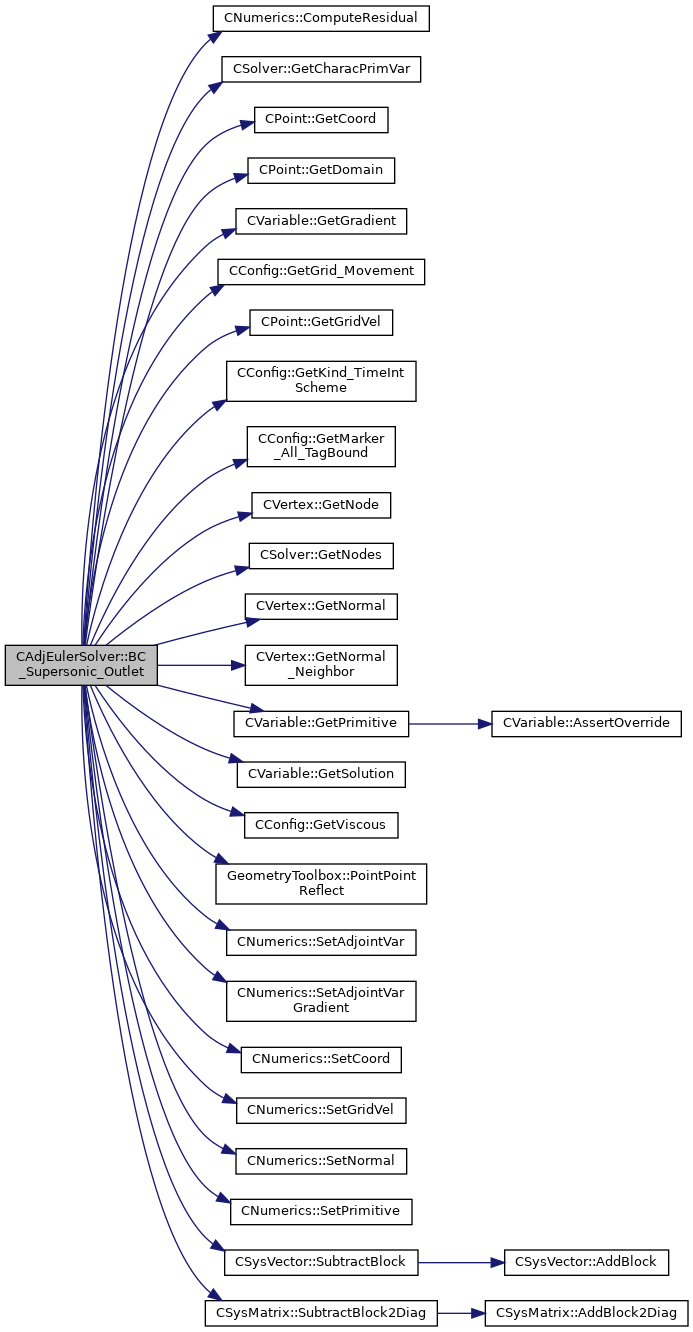 CNumerics::ComputeResidual
CSolver::GetCharacPrimVar
CPoint::GetCoord
CPoint::GetDomain
CVariable::GetGradient
CConfig::GetGrid_Movement
CPoint::GetGridVel
CConfig::GetKind_TimeInt
Scheme
CConfig::GetMarker
_All_TagBound
CVertex::GetNode
CSolver::GetNodes
CVertex::GetNormal
CAdjEulerSolver::BC
_Supersonic_Outlet
CVertex::GetNormal
_Neighbor
CVariable::GetPrimitive
CVariable::AssertOverride
CVariable::GetSolution
CConfig::GetViscous
GeometryToolbox::PointPoint
Reflect
CNumerics::SetAdjointVar
CNumerics::SetAdjointVar
Gradient
CNumerics::SetCoord
CNumerics::SetGridVel
CNumerics::SetNormal
CNumerics::SetPrimitive
CSysVector::SubtractBlock
CSysVector::AddBlock
CSysMatrix::SubtractBlock2Diag
CSysMatrix::AddBlock2Diag